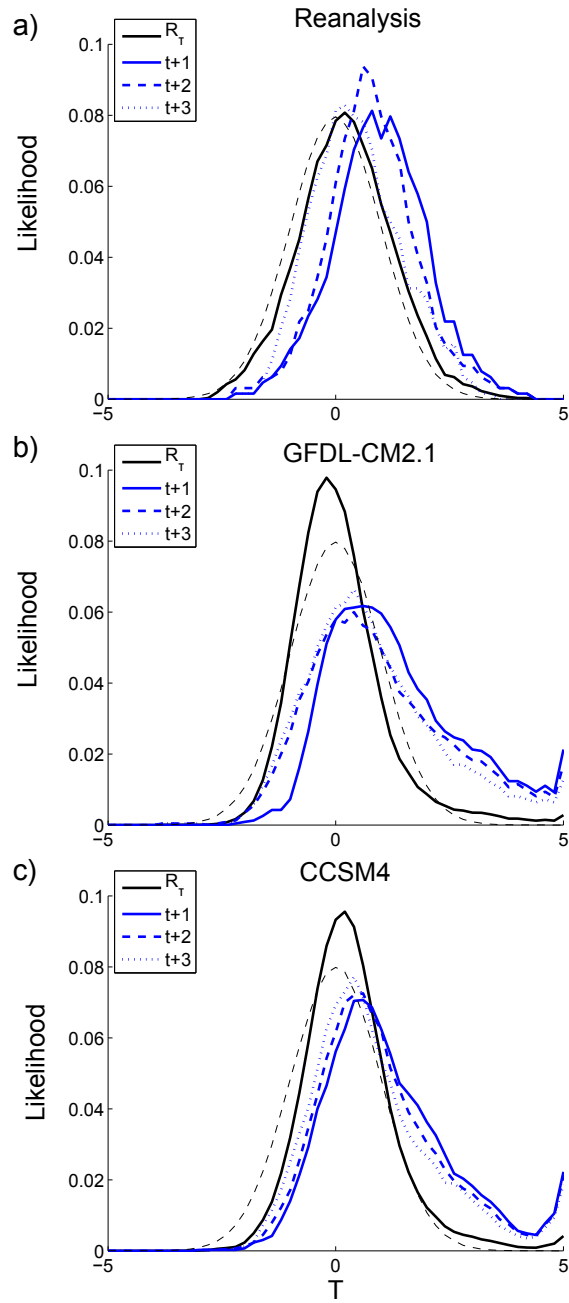 a)
Reanalysis
R_T
t+1
t+2
t+3
0.1
0.08
0.06
0.04
0.02
0
Likelihood
−5
0
5
b)
GFDL-CM2.1
R_T
t+1
t+2
t+3
0.1
0.08
0.06
0.04
0.02
0
Likelihood
−5
0
5
c)
CCSM4
R_T
t+1
t+2
t+3
0.1
0.08
0.06
0.04
0.02
0
Likelihood
−5
0
5
T